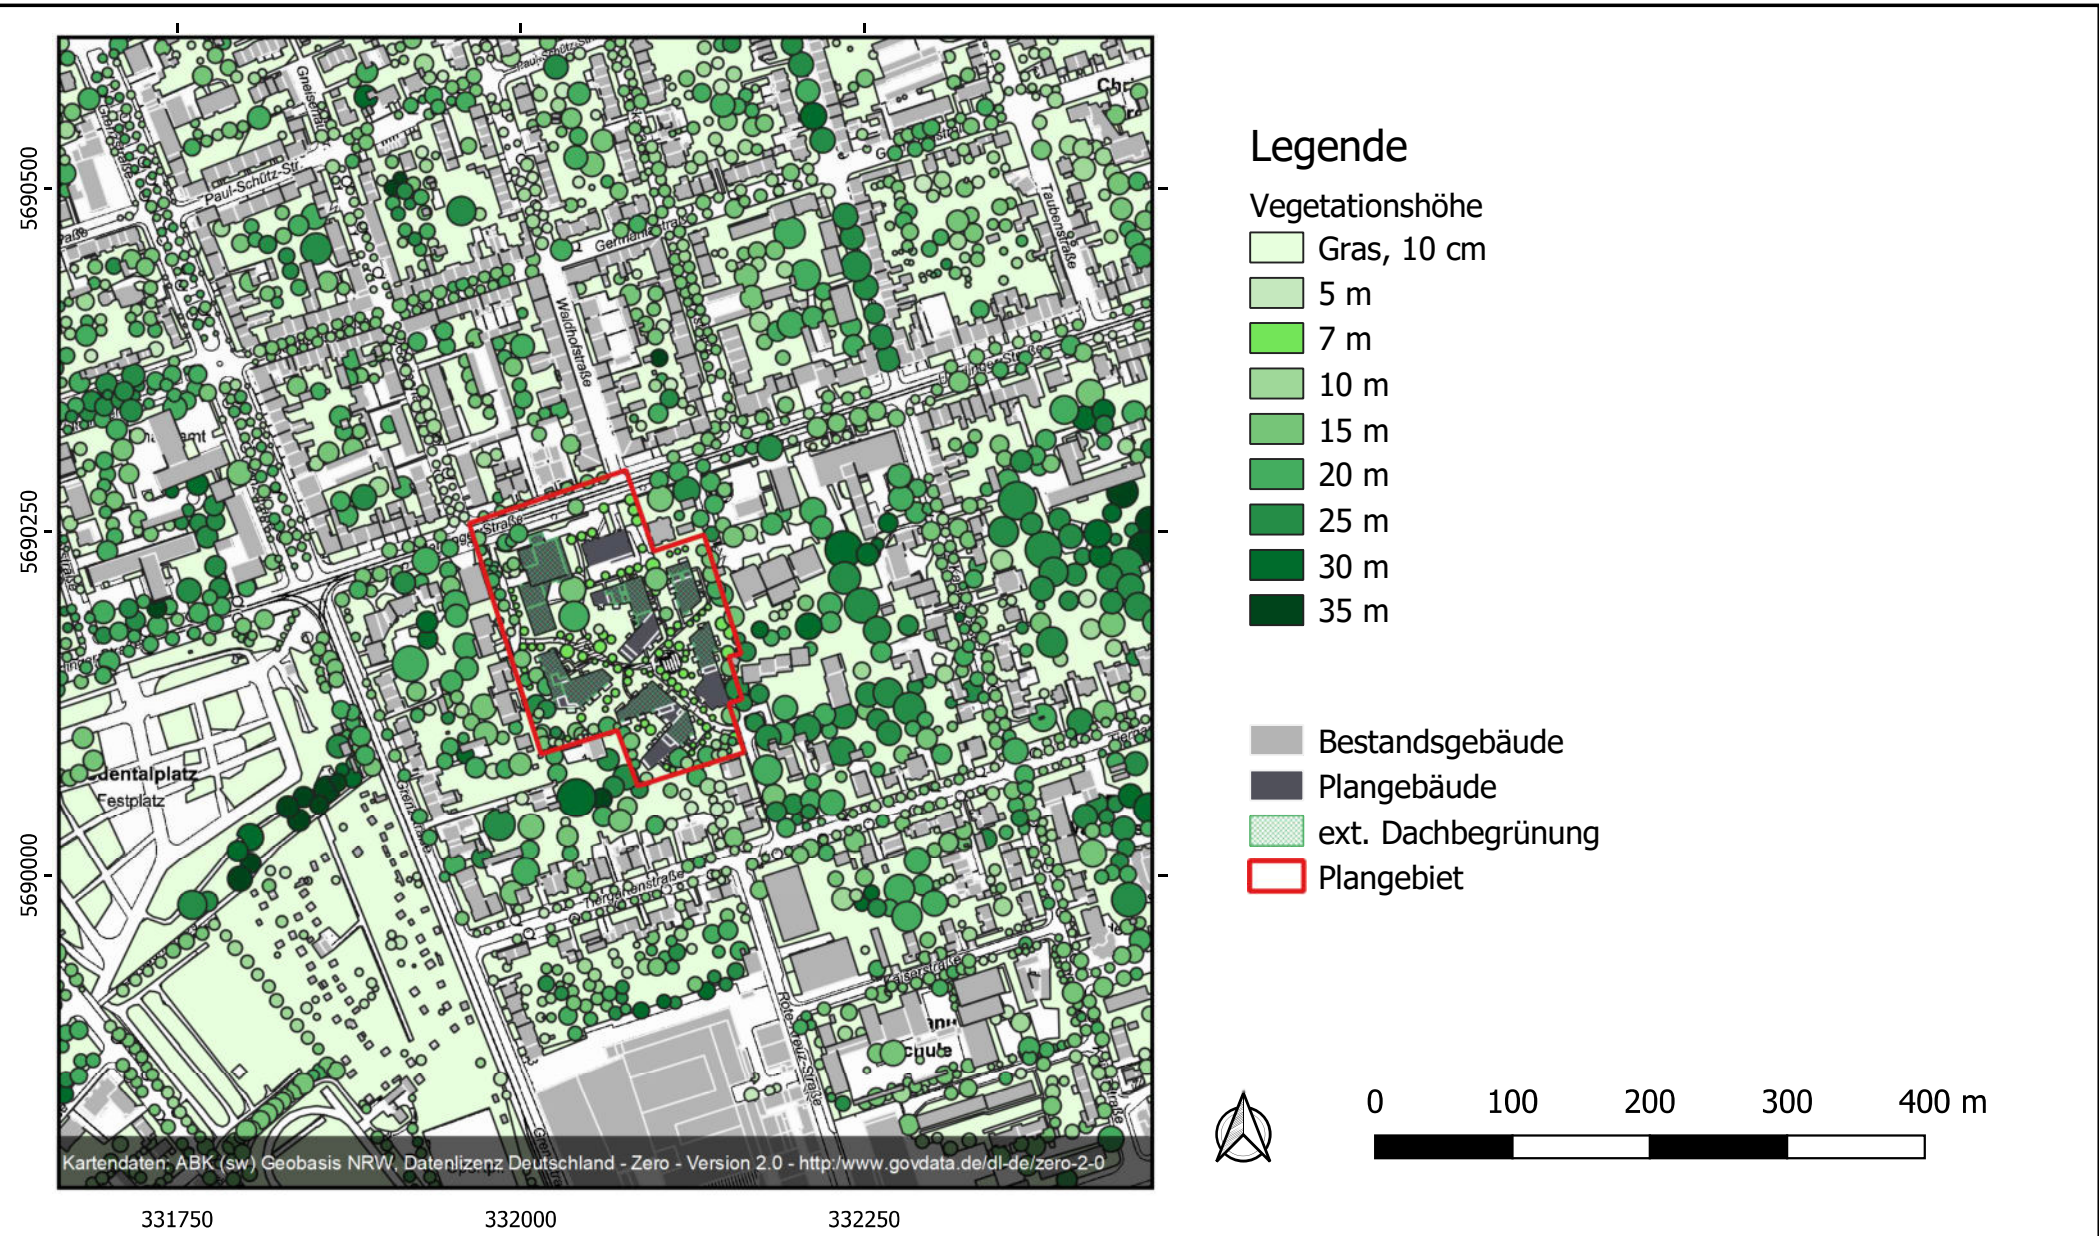 Paul-Schütz-Str.
Waldhofstraße
Taubenstraße
Straße
amt
dentalplatz
Festplatz
Tiergartenstraße
Kaiserstraße
Rote-Kreuz-Straße
Kartendaten: ABK (sw) Geobasis NRW, Datenlizenz Deutschland - Zero - Version 2.0 - http:/www.govdata.de/dl-de/zero-2-0
5690500
5690250
5690000
331750
332000
332250
Legende
Vegetationshöhe
Gras, 10 cm
5 m
7 m
10 m
15 m
20 m
25 m
30 m
35 m
Bestandsgebäude
Plangebäude
ext. Dachbegrünung
Plangebiet
0 100 200 300 400 m